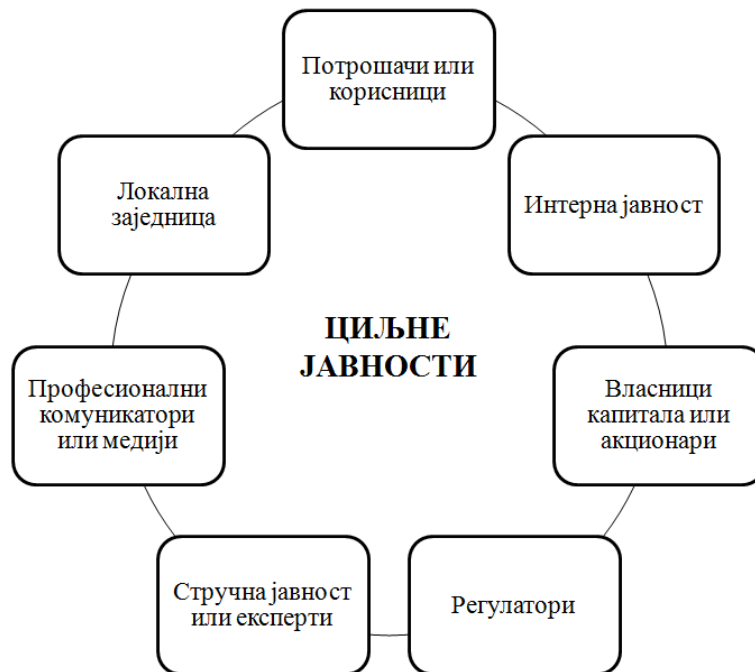 Потрошачи или
корисници
Интерна јавност
Власници
капитала или
акционари
Регулатори
Стручна јавност
или експерти
Професионални
комуникатори
или медији
Локална
заједница
ЦИЉНЕ
ЈАВНОСТИ